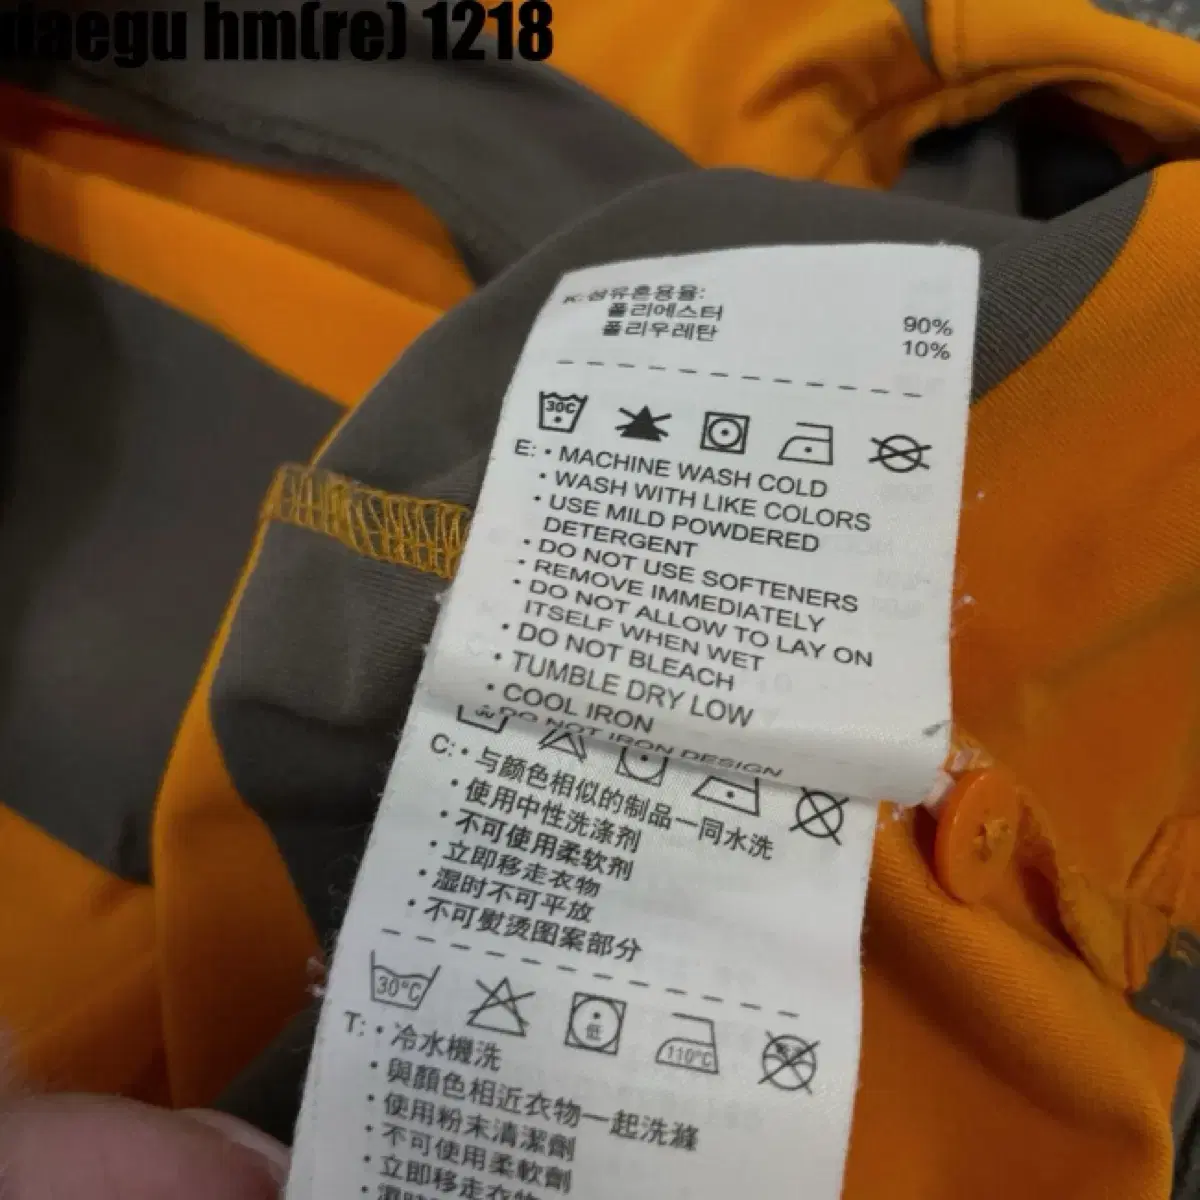 daegu hm(re) 1218
K: 섬유혼용율:
폴리에스터 90%
폴리우레탄 10%
30C
E: • MACHINE WASH COLD
• WASH WITH LIKE COLORS
• USE MILD POWDERED
DETERGENT
• DO NOT USE SOFTENERS
• REMOVE IMMEDIATELY
• DO NOT ALLOW TO LAY ON
ITSELF WHEN WET
• DO NOT BLEACH
• TUMBLE DRY LOW
• COOL IRON
DO NOT IRON DESIGN
C: • 与颜色相似的制品一同水洗
• 使用中性洗涤剂
• 不可使用柔软剂
• 立即移走衣物
• 湿时不可平放
• 不可熨烫图案部分
30°C
低
110°C
T: • 冷水機洗
• 與顏色相近衣物一起洗滌
• 使用粉末清潔劑
• 不可使用柔軟劑
• 立即移走衣物